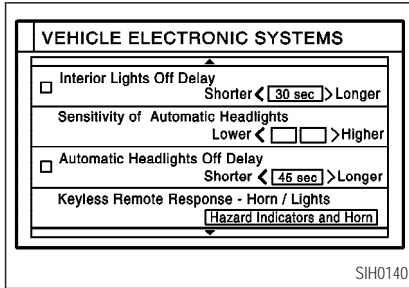 VEHICLE ELECTRONIC SYSTEMS
Interior Lights Off Delay
Shorter < 30 sec > Longer
Sensitivity of Automatic Headlights
Lower < > Higher
Automatic Headlights Off Delay
Shorter < 45 sec > Longer
Keyless Remote Response - Horn / Lights
Hazard Indicators and Horn
SIH0140